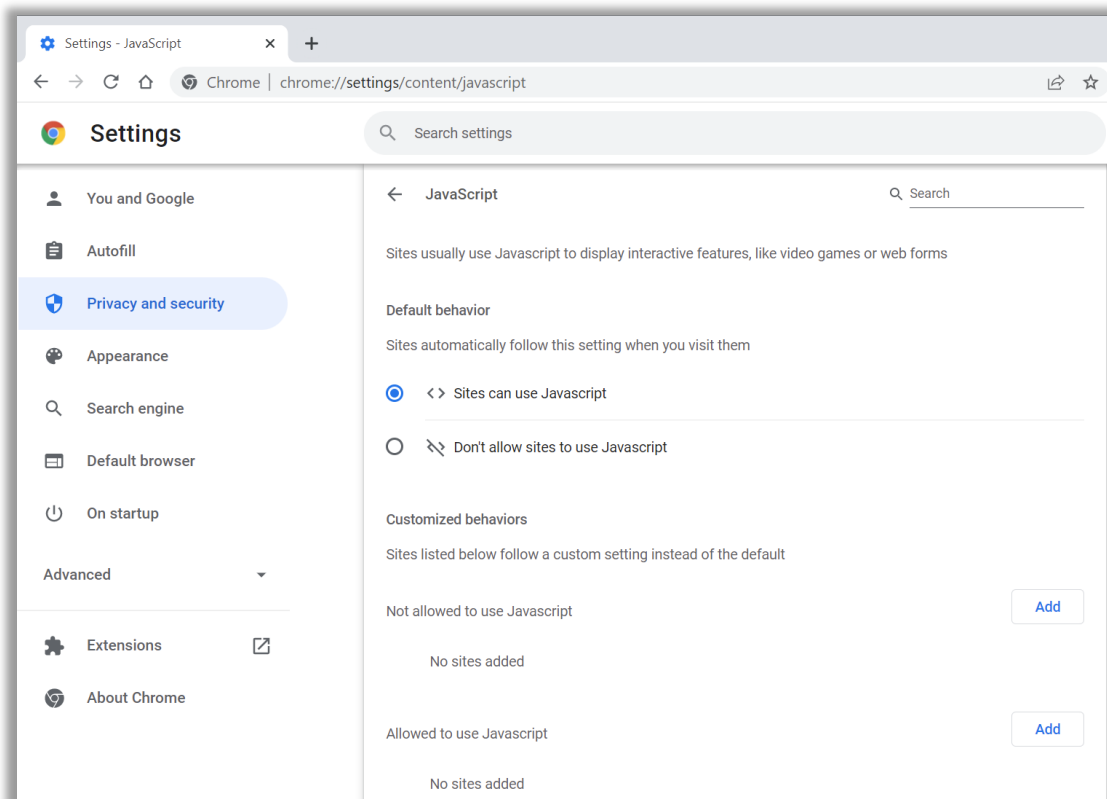 Settings - JavaScript
Chrome | chrome://settings/content/javascript
Settings
Search settings
You and Google
Autofill
Privacy and security
Appearance
Search engine
Default browser
On startup
Advanced
Extensions
About Chrome
JavaScript
Search
Sites usually use Javascript to display interactive features, like video games or web forms
Default behavior
Sites automatically follow this setting when you visit them
Sites can use Javascript
Don't allow sites to use Javascript
Customized behaviors
Sites listed below follow a custom setting instead of the default
Not allowed to use Javascript
Add
No sites added
Allowed to use Javascript
Add
No sites added